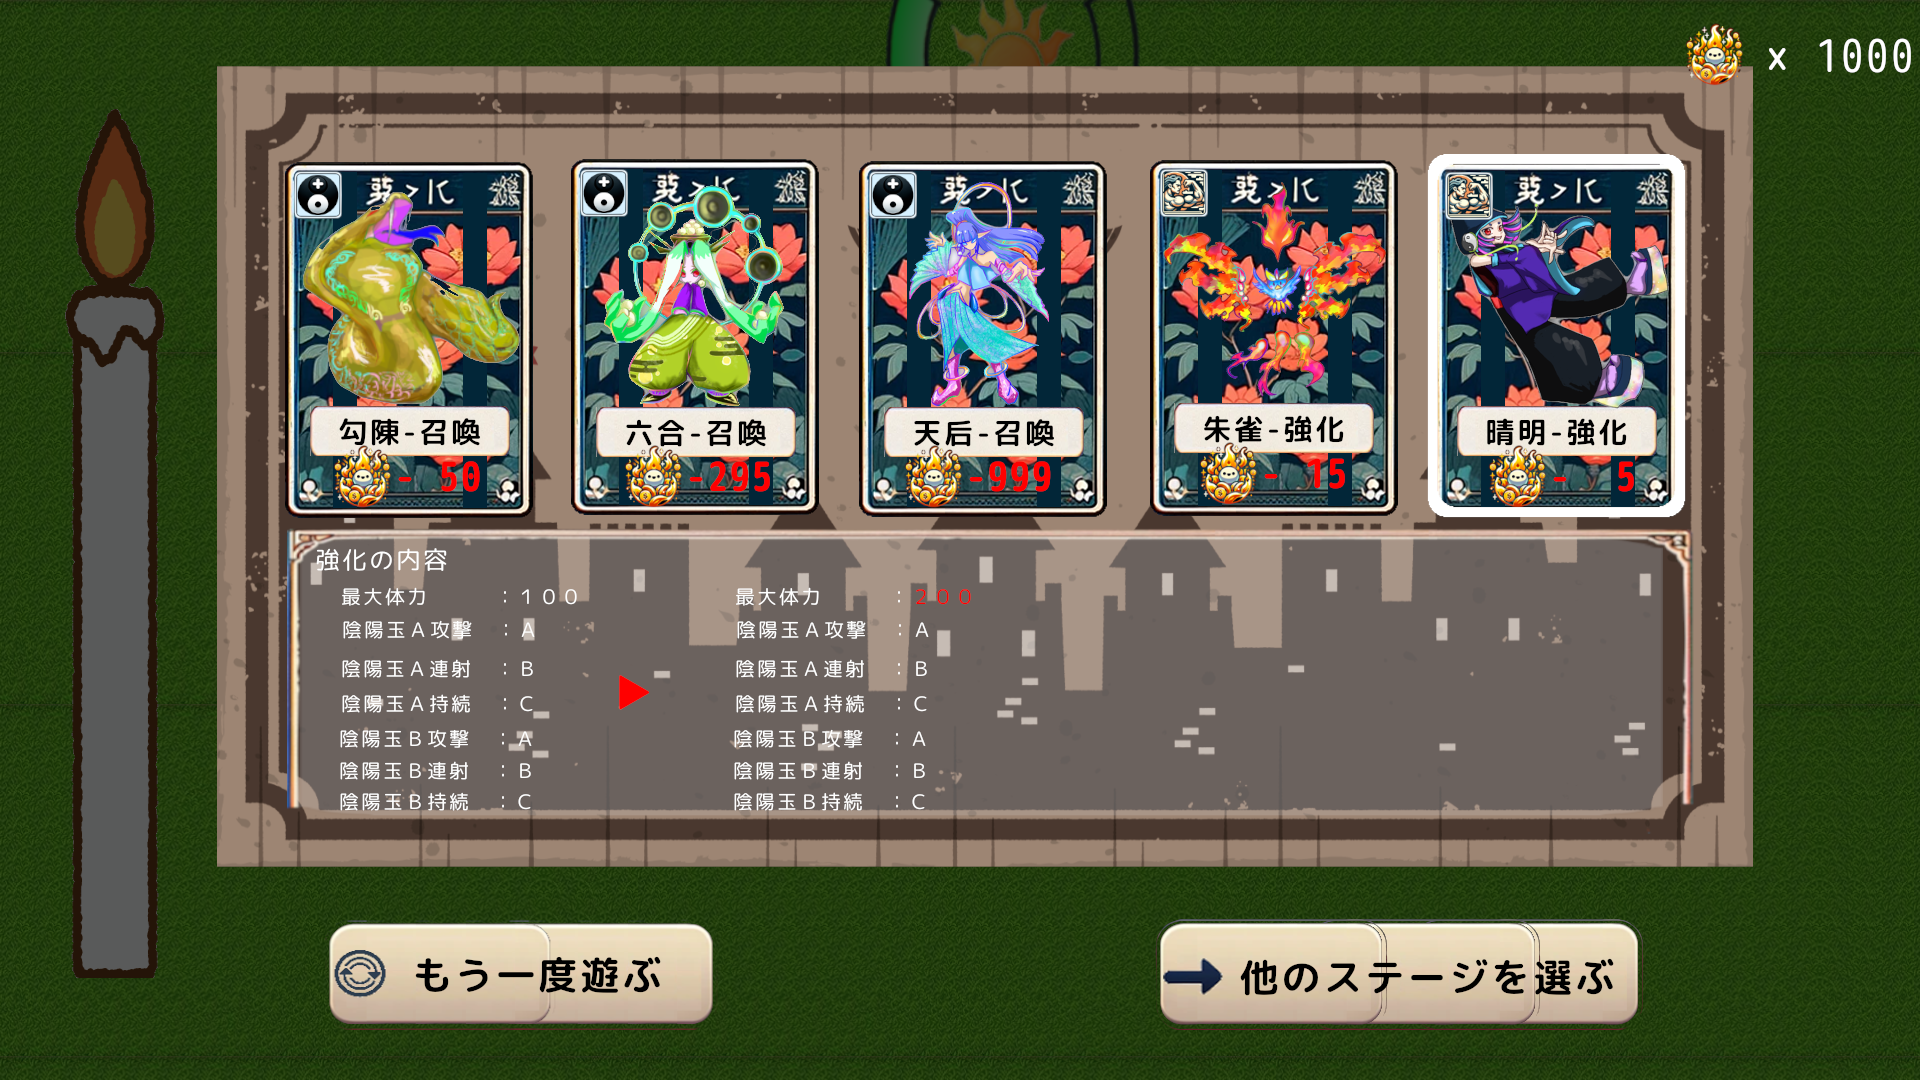 x 1000
勾陳-召喚
- 50
六合-召喚
-295
天后-召喚
-999
朱雀-強化
- 15
晴明-強化
- 5
強化の内容
最大体力 :100
陰陽玉A攻撃 :A
陰陽玉A連射 :B
陰陽玉A持続 :C
陰陽玉B攻撃 :A
陰陽玉B連射 :B
陰陽玉B持続 :C
最大体力 :200
陰陽玉A攻撃 :A
陰陽玉A連射 :B
陰陽玉A持続 :C
陰陽玉B攻撃 :A
陰陽玉B連射 :B
陰陽玉B持続 :C
もう一度遊ぶ
他のステージを選ぶ